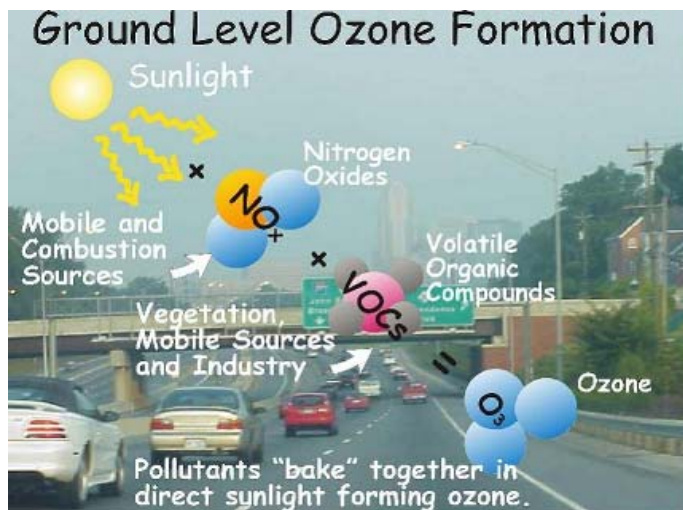 Ground Level Ozone Formation
Sunlight
x
Nitrogen
Oxides
NOx
Mobile and
Combustion
Sources
x
Volatile
Organic
Compounds
VOCs
Vegetation,
Mobile Sources
and Industry
=
Ozone
O3
Pollutants “bake” together in
direct sunlight forming ozone.